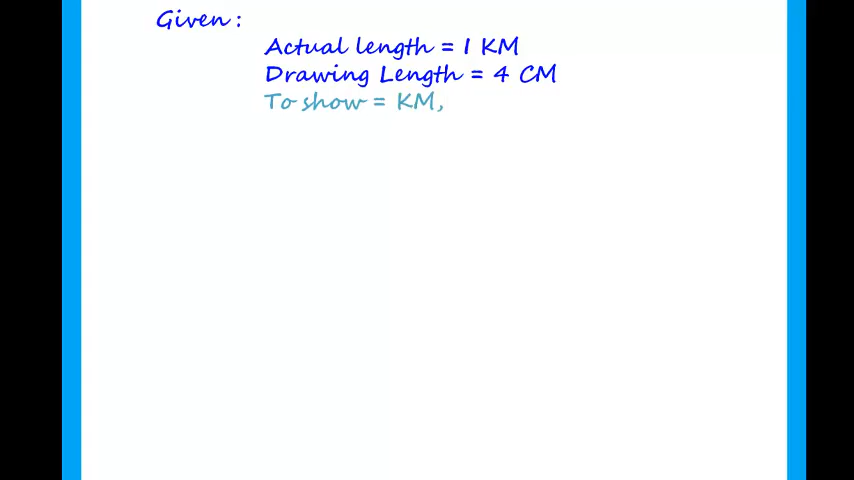 Given :
Actual length = 1 KM
Drawing Length = 4 CM
To show = KM,